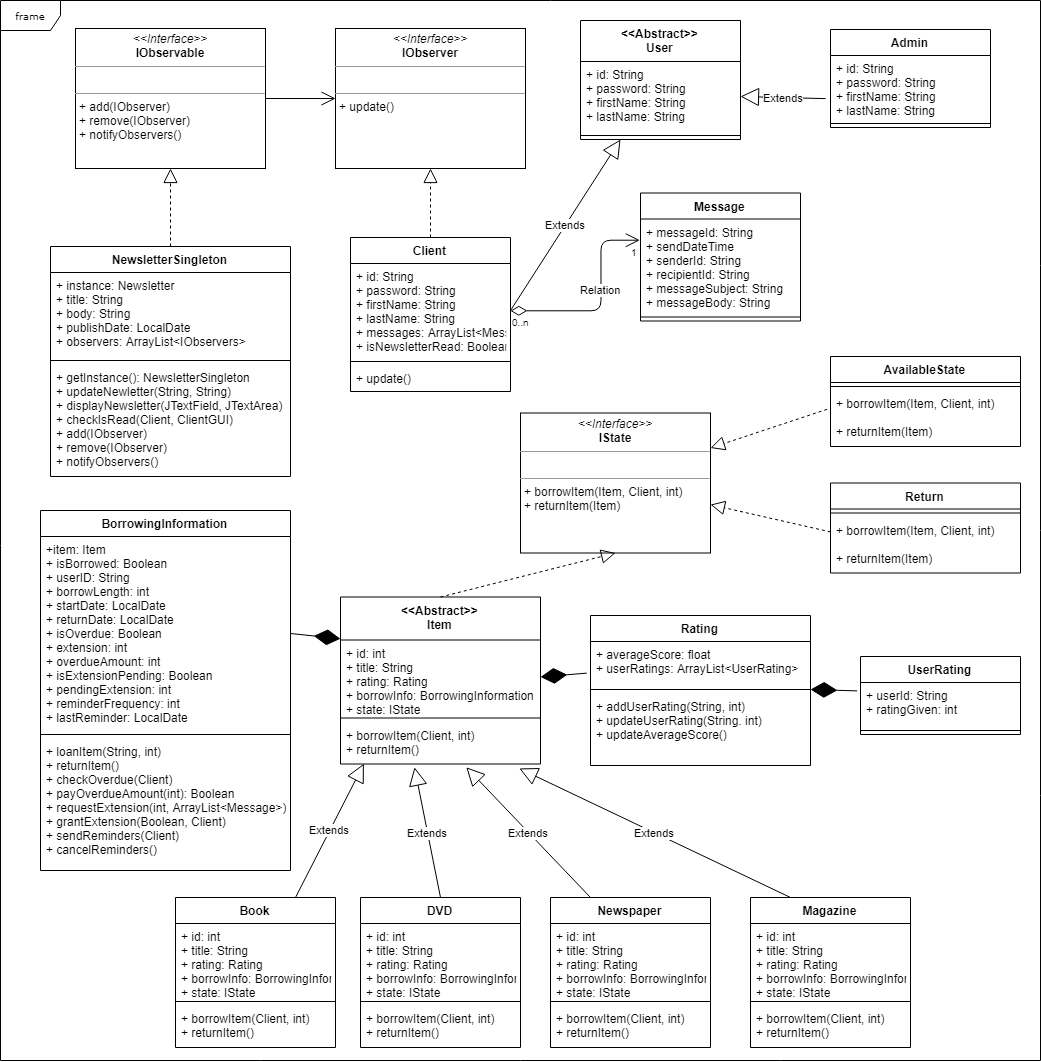 frame
<<Interface>>
IObservable
+ add(IObserver)
+ remove(IObserver)
+ notifyObservers()
<<Interface>>
IObserver
+ update()
<<Abstract>>
User
+ id: String
+ password: String
+ firstName: String
+ lastName: String
Extends
Admin
+ id: String
+ password: String
+ firstName: String
+ lastName: String
NewsletterSingleton
+ instance: Newsletter
+ title: String
+ body: String
+ publishDate: LocalDate
+ observers: ArrayList<IObservers>
+ getInstance(): NewsletterSingleton
+ updateNewletter(String, String)
+ displayNewsletter(JTextField, JTextArea)
+ checkIsRead(Client, ClientGUI)
+ add(IObserver)
+ remove(IObserver)
+ notifyObservers()
Client
+ id: String
+ password: String
+ firstName: String
+ lastName: String
+ messages: ArrayList<Mes
+ isNewsletterRead: Boolea
+ update()
Extends
0..n
Relation
1
Message
+ messageId: String
+ sendDateTime
+ senderId: String
+ recipientId: String
+ messageSubject: String
+ messageBody: String
<<Interface>>
IState
+ borrowItem(Item, Client, int)
+ returnItem(Item)
AvailableState
+ borrowItem(Item, Client, int)
+ returnItem(Item)
Return
+ borrowItem(Item, Client, int)
+ returnItem(Item)
BorrowingInformation
+item: Item
+ isBorrowed: Boolean
+ userID: String
+ borrowLength: int
+ startDate: LocalDate
+ returnDate: LocalDate
+ isOverdue: Boolean
+ extension: int
+ overdueAmount: int
+ isExtensionPending: Boolean
+ pendingExtension: int
+ reminderFrequency: int
+ lastReminder: LocalDate
+ loanItem(String, int)
+ returnItem()
+ checkOverdue(Client)
+ payOverdueAmount(int): Boolean
+ requestExtension(int, ArrayList<Message>)
+ grantExtension(Boolean, Client)
+ sendReminders(Client)
+ cancelReminders()
<<Abstract>>
Item
+ id: int
+ title: String
+ rating: Rating
+ borrowInfo: BorrowingInformation
+ state: IState
+ borrowItem(Client, int)
+ returnItem()
Rating
+ averageScore: float
+ userRatings: ArrayList<UserRating>
+ addUserRating(String, int)
+ updateUserRating(String. int)
+ updateAverageScore()
UserRating
+ userId: String
+ ratingGiven: int
Extends
Extends
Extends
Extends
Book
+ id: int
+ title: String
+ rating: Rating
+ borrowInfo: BorrowingInfor
+ state: IState
+ borrowItem(Client, int)
+ returnItem()
DVD
+ id: int
+ title: String
+ rating: Rating
+ borrowInfo: BorrowingInfor
+ state: IState
+ borrowItem(Client, int)
+ returnItem()
Newspaper
+ id: int
+ title: String
+ rating: Rating
+ borrowInfo: BorrowingInfor
+ state: IState
+ borrowItem(Client, int)
+ returnItem()
Magazine
+ id: int
+ title: String
+ rating: Rating
+ borrowInfo: BorrowingInfor
+ state: IState
+ borrowItem(Client, int)
+ returnItem()